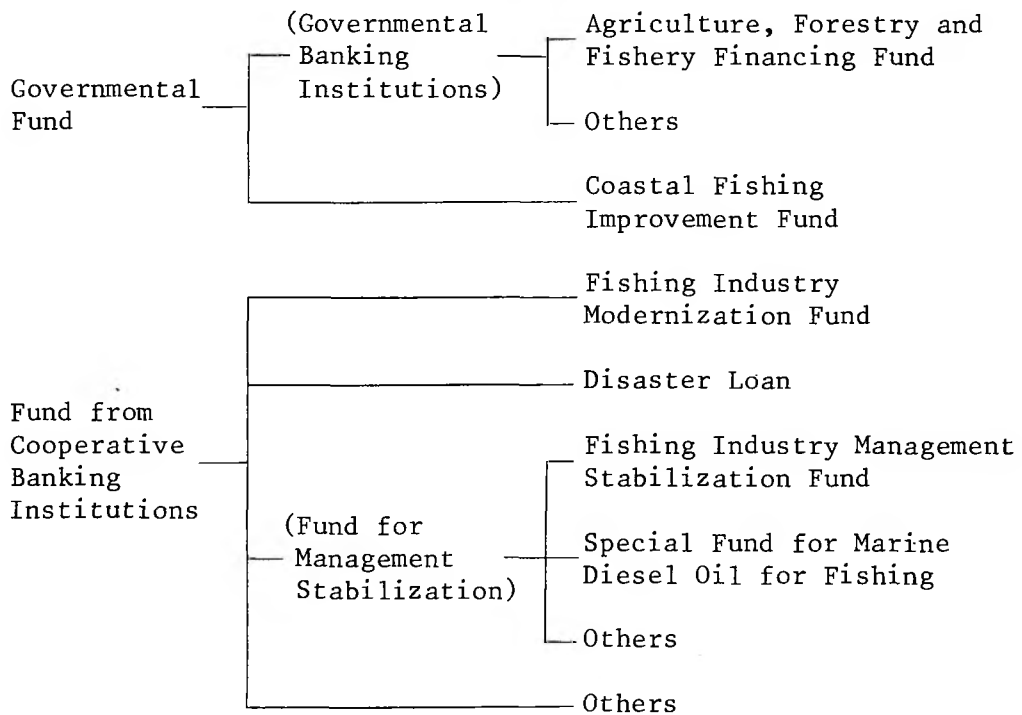 (Governmental
Banking
Institutions)
Agriculture, Forestry and
Fishery Financing Fund
Governmental
Fund
Others
Coastal Fishing
Improvement Fund
Fishing Industry
Modernization Fund
Disaster Loan
Fund from
Cooperative
Banking
Institutions
Fishing Industry Management
Stabilization Fund
(Fund for
Management
Stabilization)
Special Fund for Marine
Diesel Oil for Fishing
Others
Others